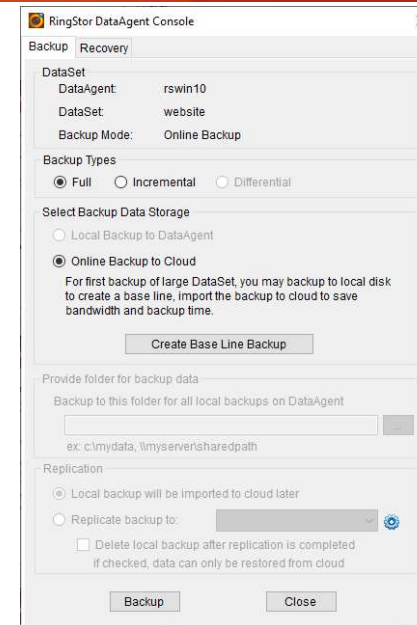 RingStor DataAgent Console
Backup Recovery
DataSet
DataAgent: rswin10
DataSet: website
Backup Mode: Online Backup
Backup Types
Full Incremental Differential
Select Backup Data Storage
Local Backup to DataAgent
Online Backup to Cloud
For first backup of large DataSet, you may backup to local disk
to create a base line, import the backup to cloud to save
bandwidth and backup time.
Create Base Line Backup
Provide folder for backup data
Backup to this folder for all local backups on DataAgent
...
ex: c:\mydata, \\myserver\sharedpath
Replication
Local backup will be imported to cloud later
Replicate backup to:
Delete local backup after replication is completed
if checked, data can only be restored from cloud
Backup Close